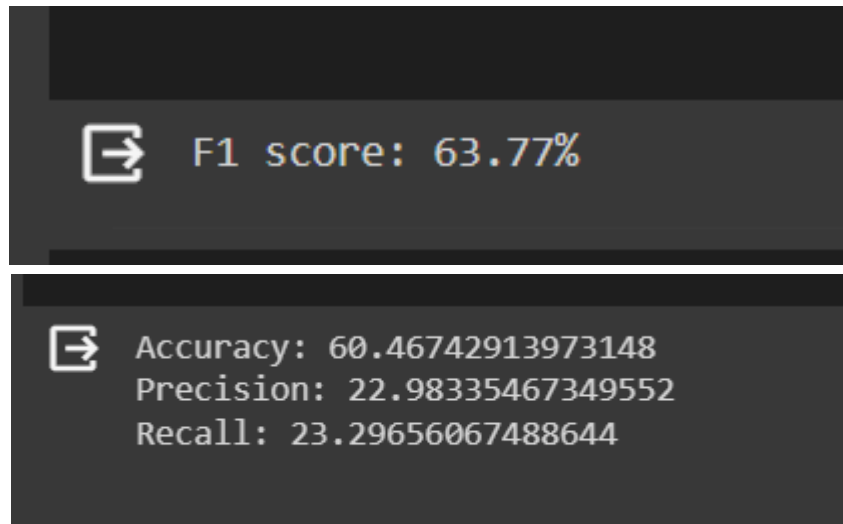 F1 score: 63.77%
Accuracy: 60.46742913973148
Precision: 22.98335467349552
Recall: 23.29656067488644